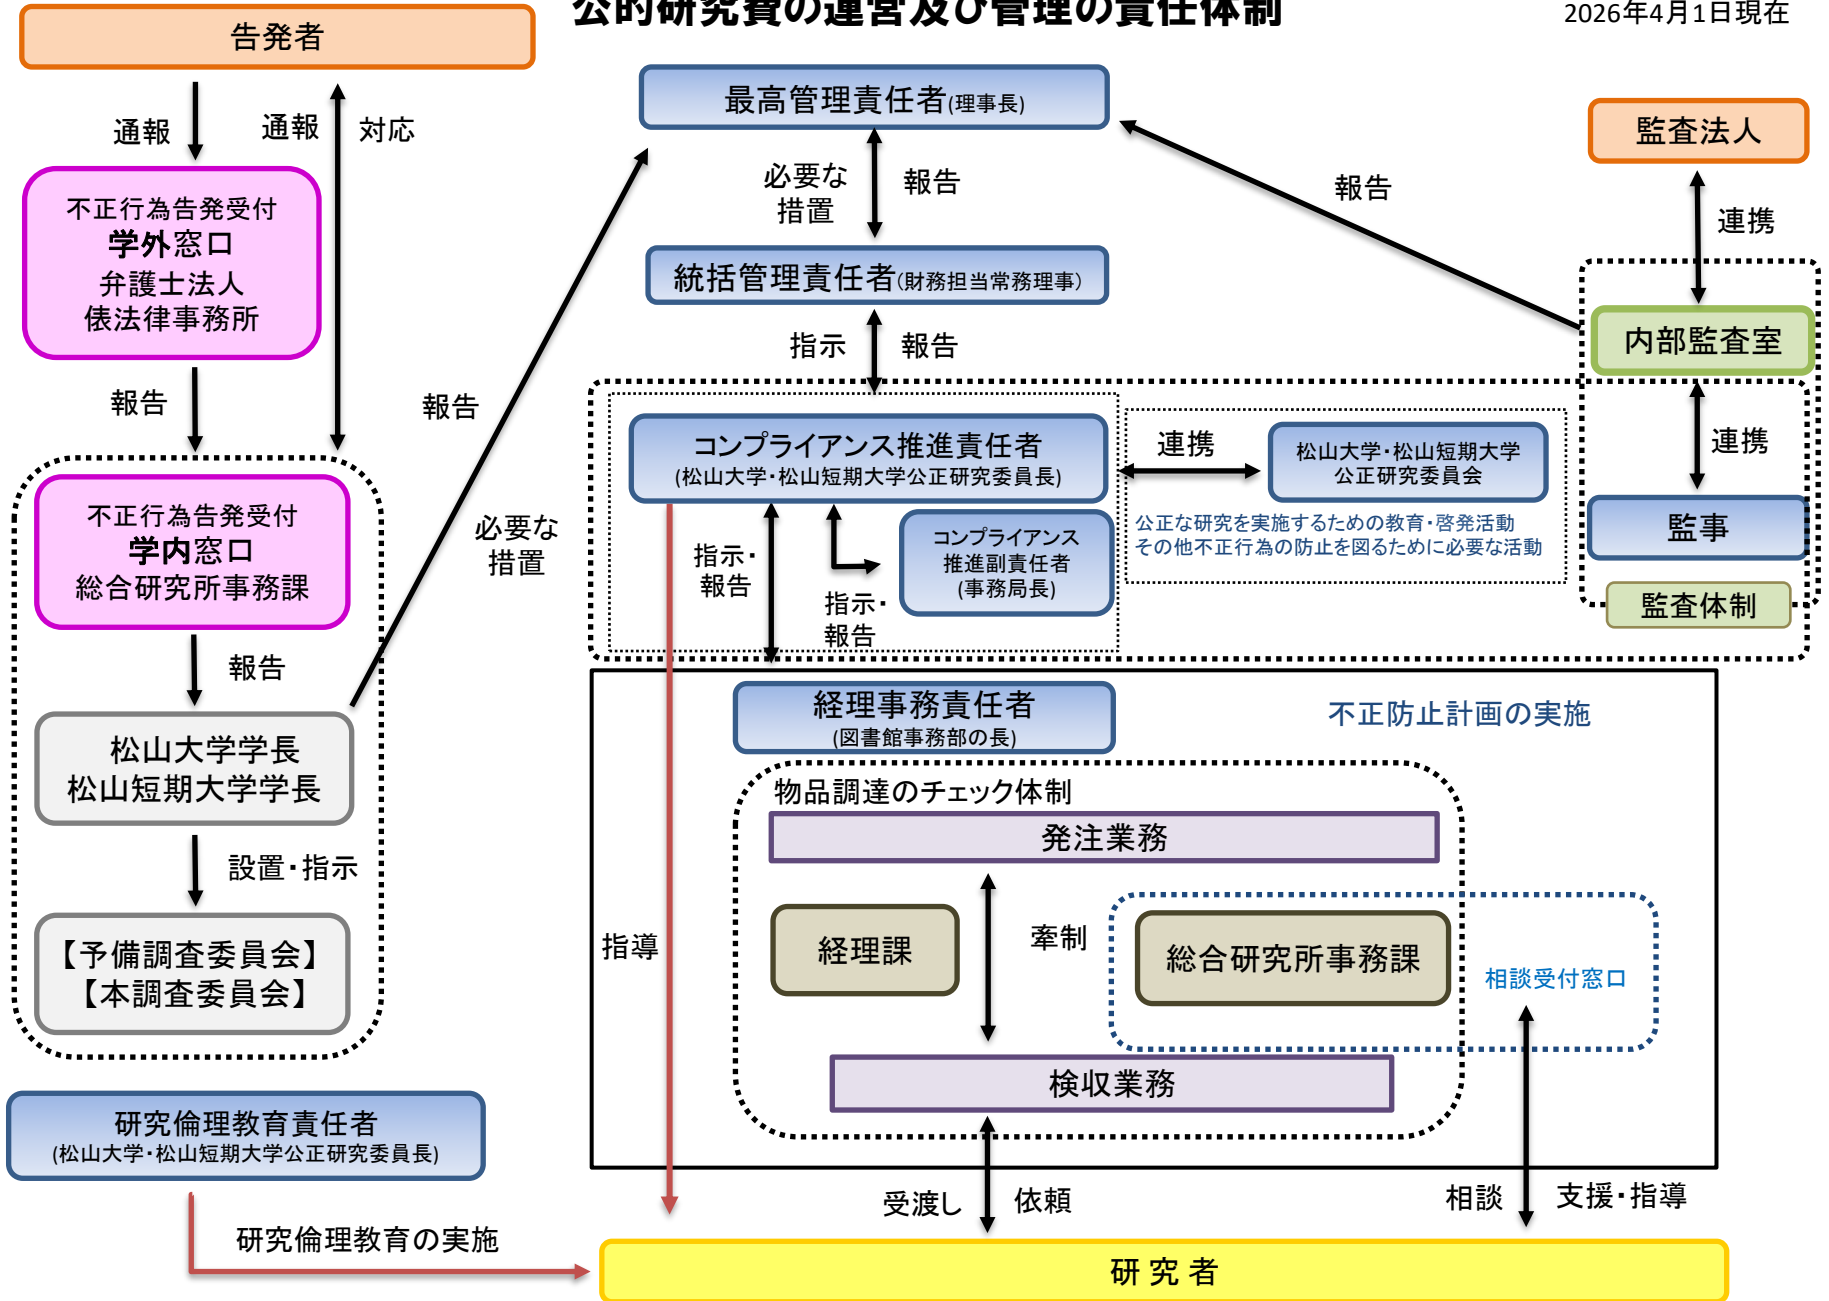 公的研究費の運営及び管理の責任体制
2026年4月1日現在
告発者
通報
通報
対応
不正行為告発受付
学外窓口
弁護士法人
俵法律事務所
報告
不正行為告発受付
学内窓口
総合研究所事務課
報告
松山大学学長
松山短期大学学長
設置・指示
【予備調査委員会】
【本調査委員会】
報告
必要な
措置
研究倫理教育責任者
(松山大学・松山短期大学公正研究委員長)
研究倫理教育の実施
最高管理責任者(理事長)
必要な
措置
報告
統括管理責任者(財務担当常務理事)
指示
報告
コンプライアンス推進責任者
(松山大学・松山短期大学公正研究委員長)
指示・
報告
コンプライアンス
推進副責任者
(事務局長)
指示・
報告
連携
松山大学・松山短期大学
公正研究委員会
公正な研究を実施するための教育・啓発活動
その他不正行為の防止を図るために必要な活動
報告
監査法人
連携
内部監査室
連携
監事
監査体制
経理事務責任者
(図書館事務部の長)
不正防止計画の実施
物品調達のチェック体制
発注業務
経理課
牽制
総合研究所事務課
相談受付窓口
検収業務
指導
受渡し
依頼
相談
支援・指導
研究者